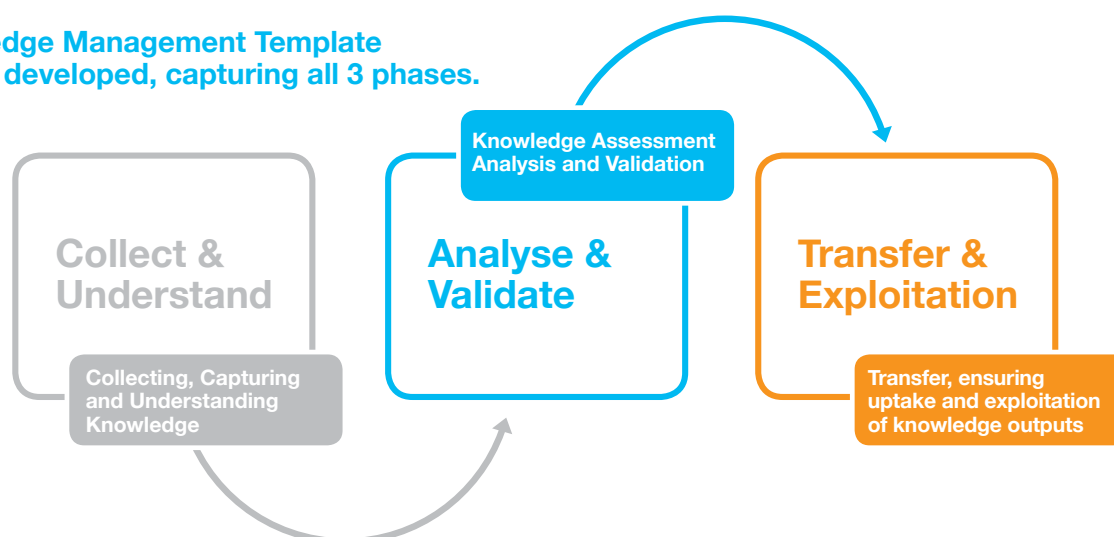 edge Management Template
developed, capturing all 3 phases.
Knowledge Assessment
Analysis and Validation
Collect &
Understand
Analyse &
Validate
Transfer &
Exploitation
Collecting, Capturing
and Understanding
Knowledge
Transfer, ensuring
uptake and exploitation
of knowledge outputs